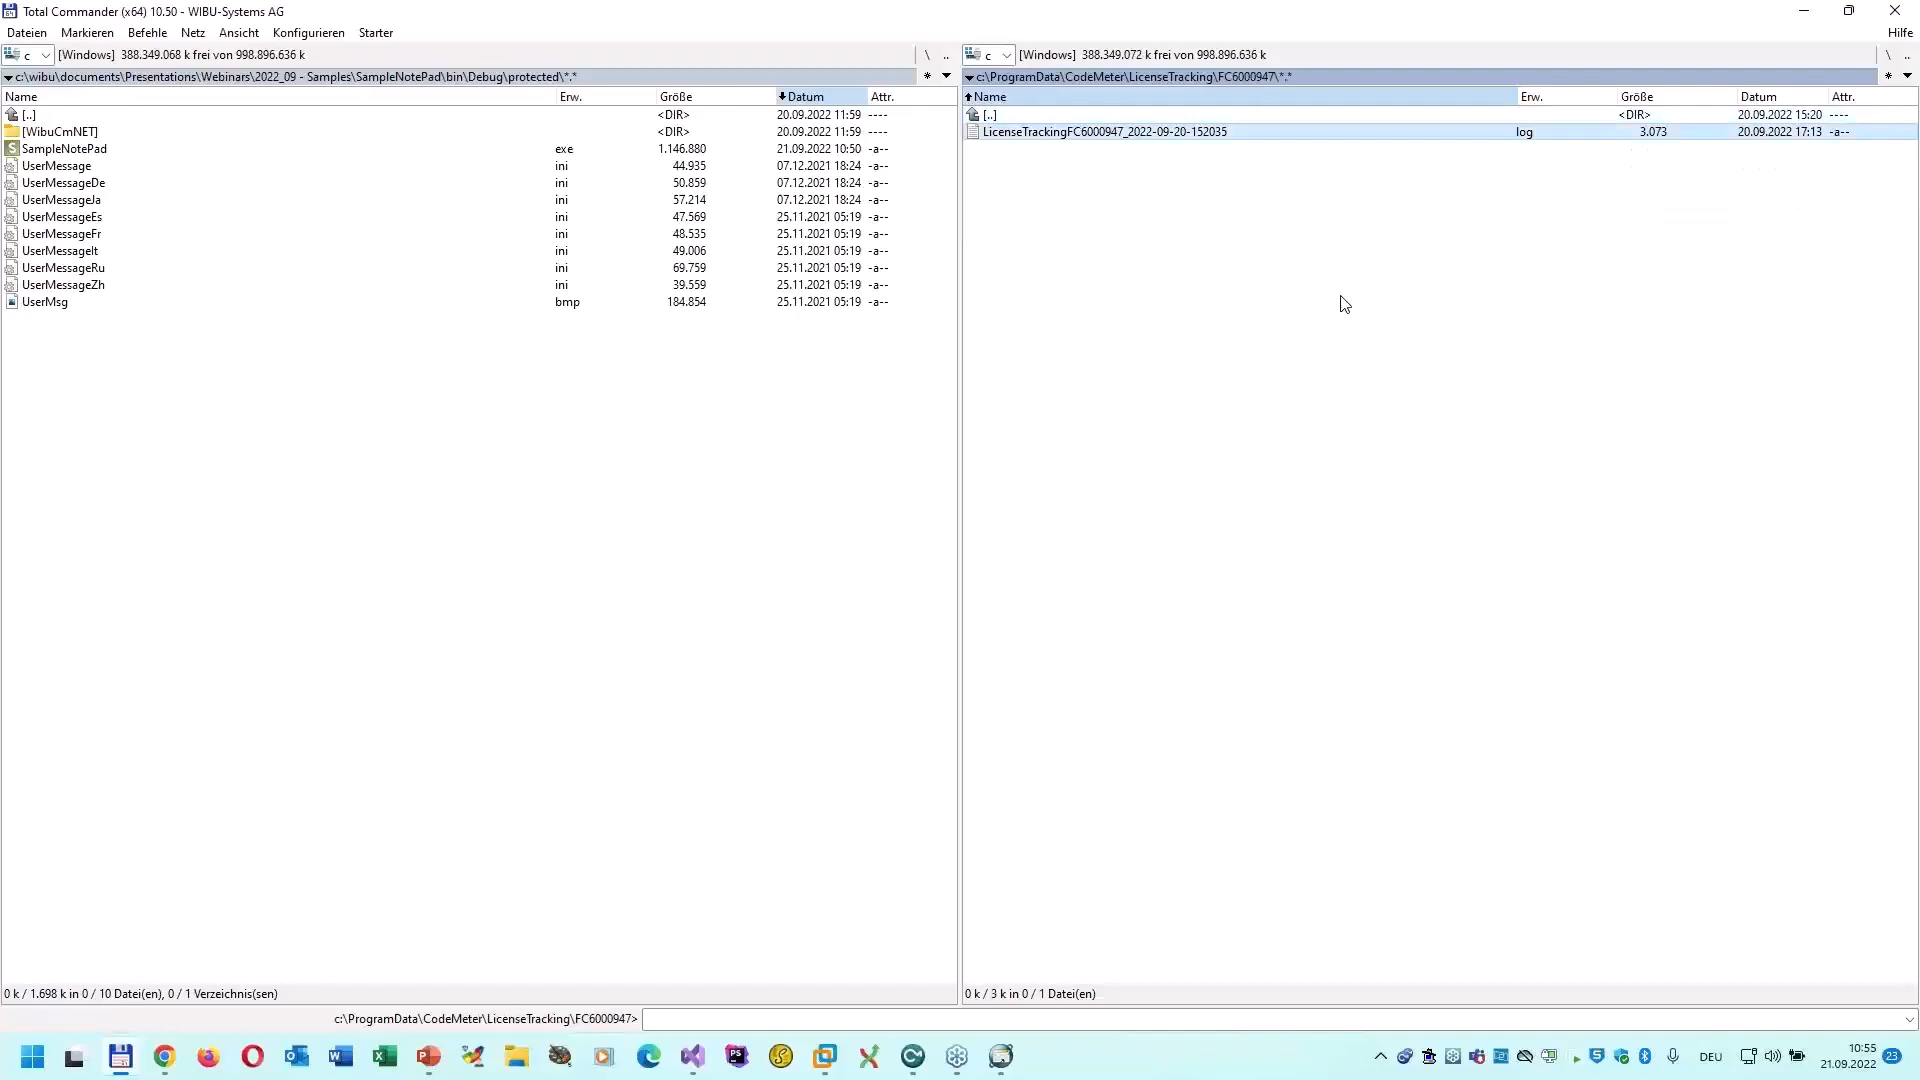 Total Commander (x64) 10.50 - WIBU-Systems AG
Dateien Markieren Befehle Netz Ansicht Konfigurieren Starter Hilfe
c [Windows] 388.349.068 k frei von 998.896.636 k \ ..
c [Windows] 388.349.072 k frei von 998.896.636 k \ ..
c:\wibu\documents\Presentations\Webinars\2022_09 - Samples\SampleNotePad\bin\Debug\protected\*.* *
c:\ProgramData\CodeMeter\LicenseTracking\FC6000947\*.* *
Name Erw. Größe Datum Attr.
[..] <DIR> 20.09.2022 11:59 ----
[WibuCmNET] <DIR> 20.09.2022 11:59 ----
SampleNotePad exe 1.146.880 21.09.2022 10:50 -a--
UserMessage ini 44.935 07.12.2021 18:24 -a--
UserMessageDe ini 50.859 07.12.2021 18:24 -a--
UserMessageJa ini 57.214 07.12.2021 18:24 -a--
UserMessageEs ini 47.569 25.11.2021 05:19 -a--
UserMessageFr ini 48.535 25.11.2021 05:19 -a--
UserMessageIt ini 49.006 25.11.2021 05:19 -a--
UserMessageRu ini 69.759 25.11.2021 05:19 -a--
UserMessageZh ini 39.559 25.11.2021 05:19 -a--
UserMsg bmp 184.854 25.11.2021 05:19 -a--
Name Erw. Größe Datum Attr.
[..] <DIR> 20.09.2022 15:20 ----
LicenseTrackingFC6000947_2022-09-20-152035 log 3.073 20.09.2022 17:13 -a--
0 k / 1.698 k in 0 / 10 Datei(en), 0 / 1 Verzeichnis(sen)
0 k / 3 k in 0 / 1 Datei(en)
c:\ProgramData\CodeMeter\LicenseTracking\FC6000947>
DEU
10:55
21.09.2022
23